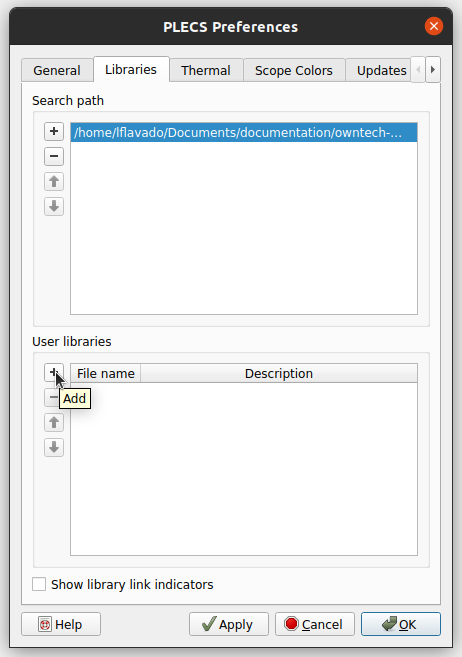 PLECS Preferences
General Libraries Thermal Scope Colors Updates
Search path
/home/lflavado/Documents/documentation/owntech-...
User libraries
File name Description
Add
Show library link indicators
Help Apply Cancel OK